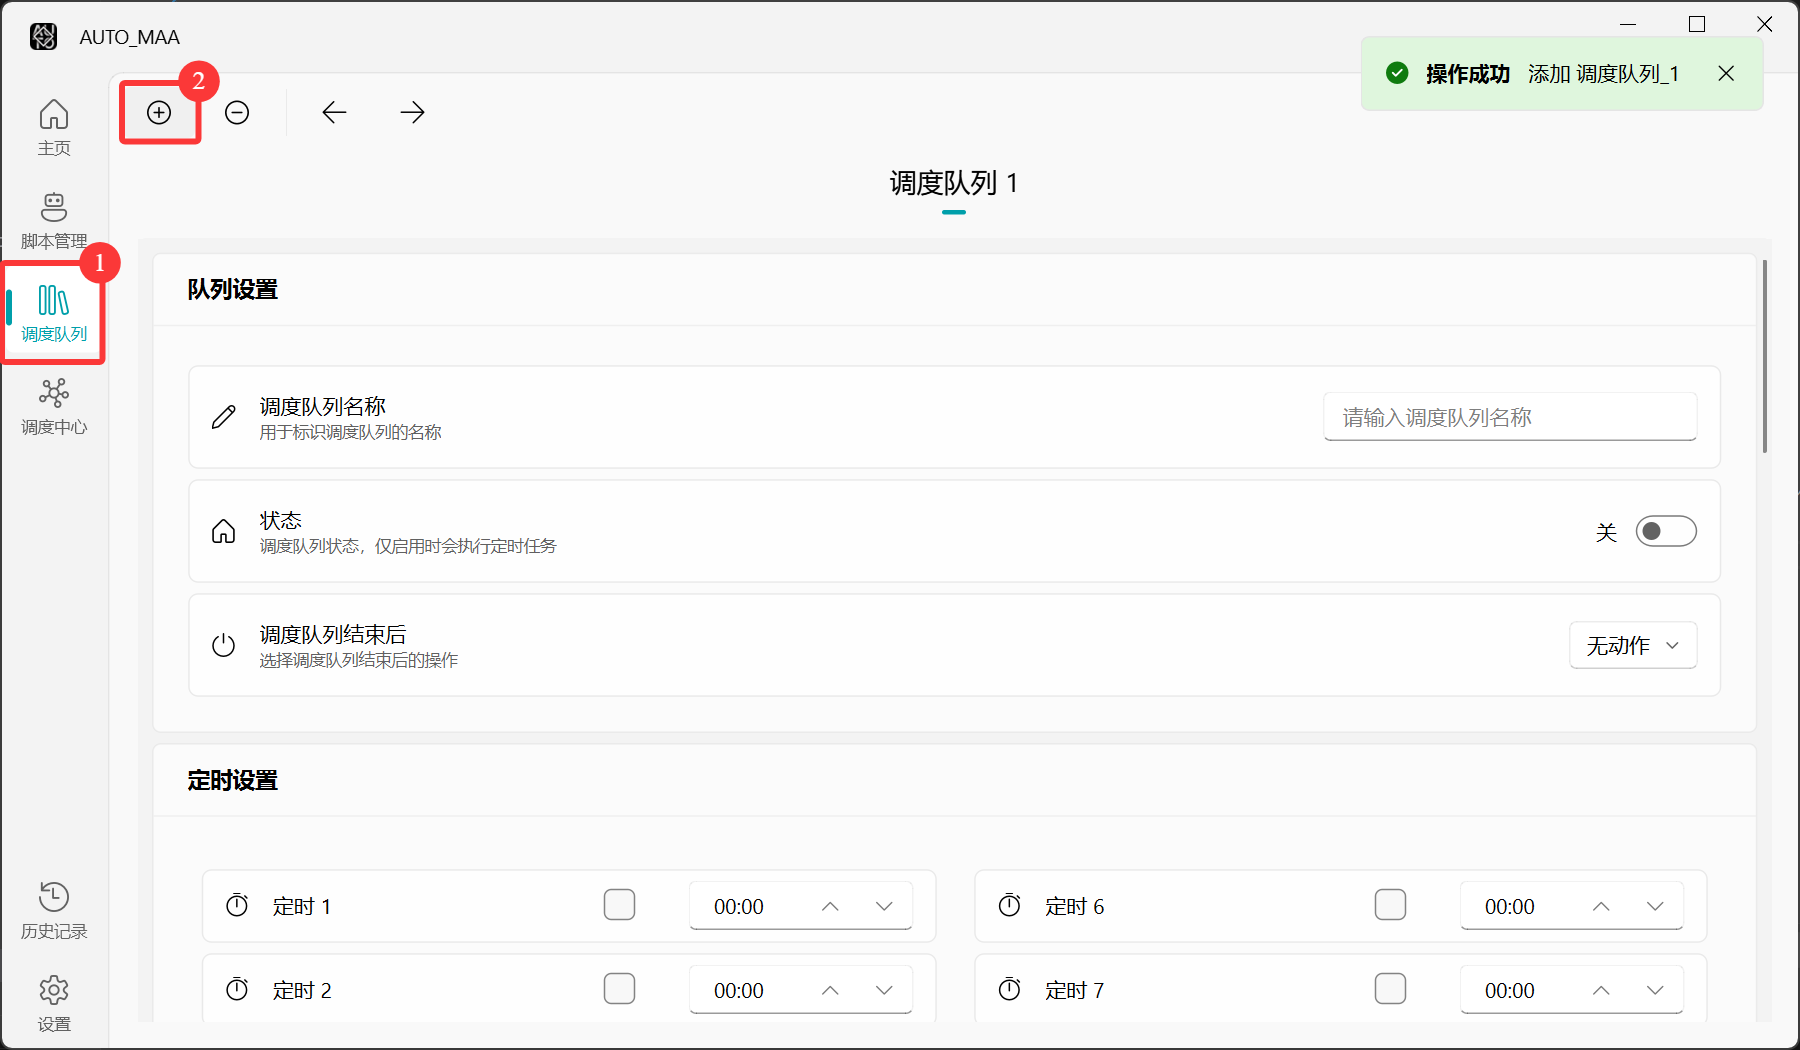 AUTO_MAA
操作成功 添加 调度队列_1
2
主页
脚本管理
1
调度队列
调度中心
历史记录
设置
调度队列 1
队列设置
调度队列名称
用于标识调度队列的名称
请输入调度队列名称
状态
调度队列状态，仅启用时会执行定时任务
关
调度队列结束后
选择调度队列结束后的操作
无动作
定时设置
定时 1
00:00
定时 6
00:00
定时 2
00:00
定时 7
00:00